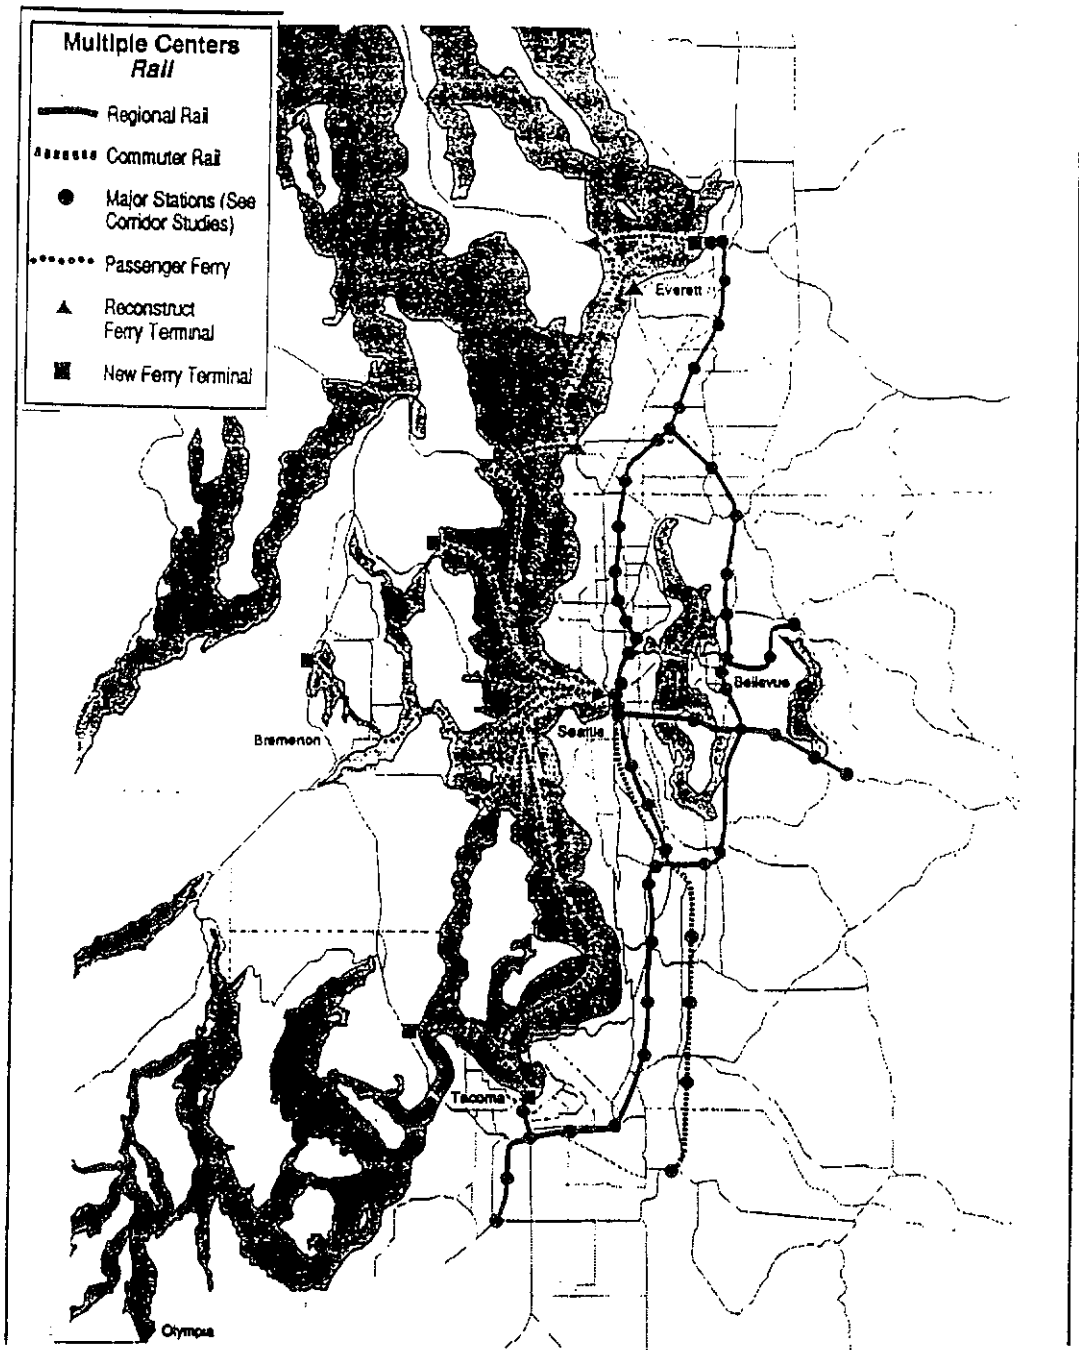 Multiple Centers
Rail
Regional Rail
Commuter Rail
Major Stations (See
Corridor Studies)
Passenger Ferry
Reconstruct
Ferry Terminal
New Ferry Terminal
Everett
Bellevue
Seattle
Bremerton
Tacoma
Olympia